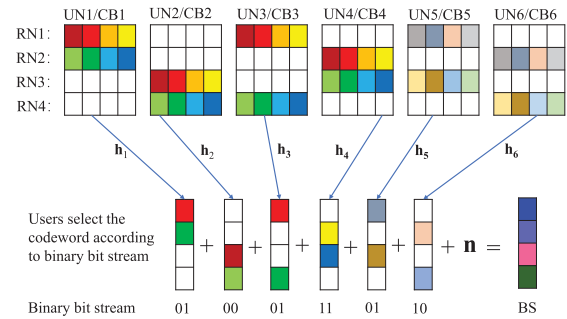 UN1/CB1 UN2/CB2 UN3/CB3 UN4/CB4 UN5/CB5 UN6/CB6
RN1:
RN2:
RN3:
RN4:
h1 h2 h3 h4 h5 h6
Users select the
codeword according
to binary bit stream
+ + + + + + n =
Binary bit stream 01 00 01 11 01 10 BS